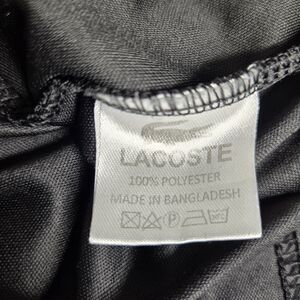 LACOSTE
100% POLYESTER
MADE IN BANGLADESH